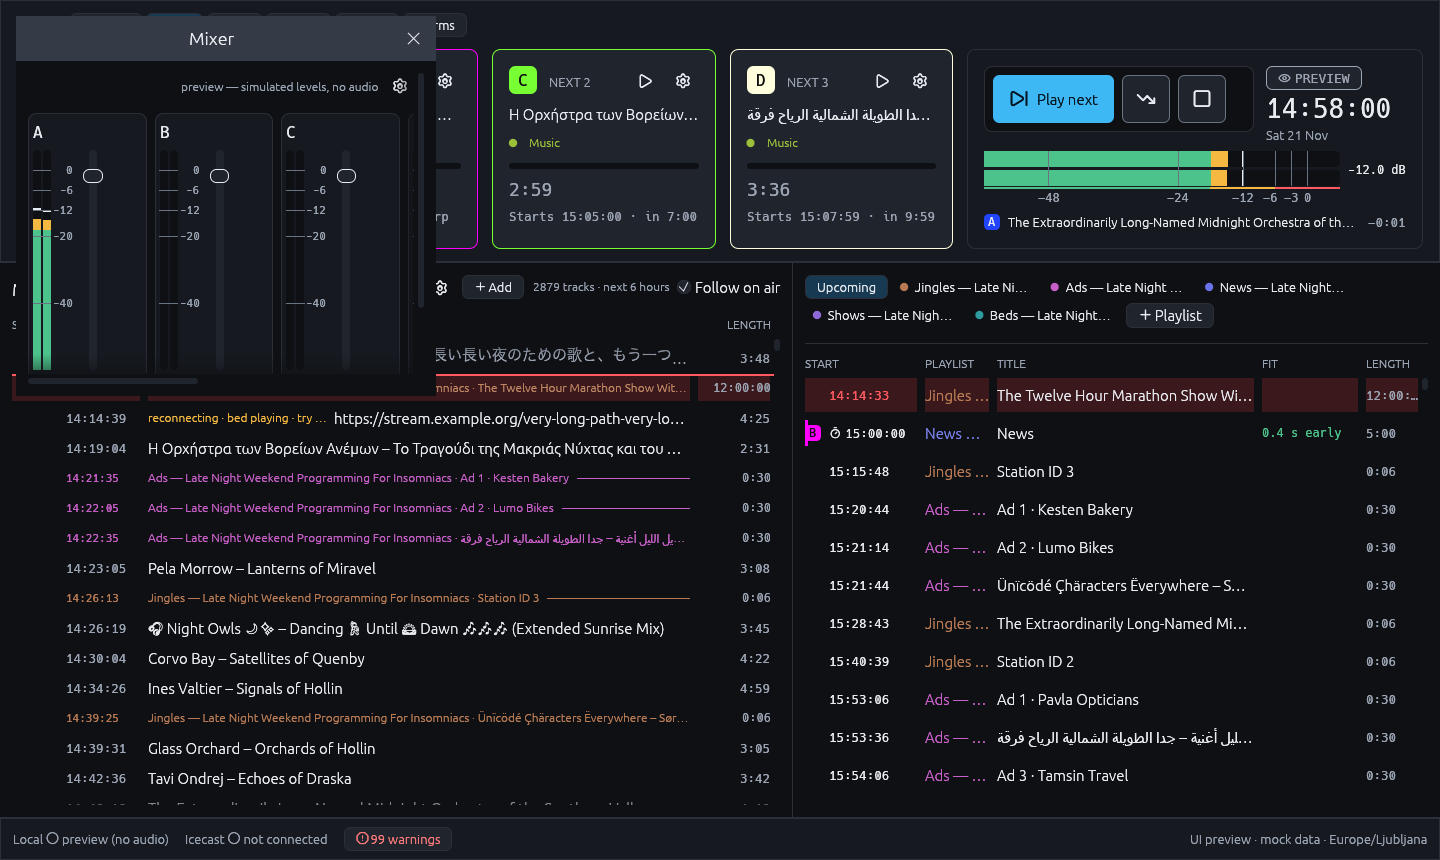 rms
Mixer
preview — simulated levels, no audio
A
B
C
0
-6
-12
-20
-40
0
-6
-12
-20
-40
0
-6
-12
-20
-40
rp
C NEXT 2
Η Ορχήστρα των Βορείων…
Music
2:59
Starts 15:05:00 · in 7:00
D NEXT 3
جدا الطويلة الشمالية الرياح فرقة…
Music
3:36
Starts 15:07:59 · in 9:59
Play next
PREVIEW
14:58:00
Sat 21 Nov
-12.0 dB
-48 -24 -12 -6 -3 0
A The Extraordinarily Long-Named Midnight Orchestra of th… -0:01
+ Add 2879 tracks · next 6 hours Follow on air
LENGTH
長い長い夜のための歌と、もう一つ… 3:48
mniacs · The Twelve Hour Marathon Show Wit… 12:00:00
14:14:39 reconnecting · bed playing · try … https://stream.example.org/very-long-path-very-lo… 4:25
14:19:04 Η Ορχήστρα των Βορείων Ανέμων – Το Τραγούδι της Μακριάς Νύχτας και του … 2:31
14:21:35 Ads — Late Night Weekend Programming For Insomniacs · Ad 1 · Kesten Bakery 0:30
14:22:05 Ads — Late Night Weekend Programming For Insomniacs · Ad 2 · Lumo Bikes 0:30
14:22:35 Ads — Late Night Weekend Programming For Insomniacs · يل الليل أغنية – جدا الطويلة الشمالية الرياح فرقة… 0:30
14:23:05 Pela Morrow – Lanterns of Miravel 3:08
14:26:13 Jingles — Late Night Weekend Programming For Insomniacs · Station ID 3 0:06
14:26:19 🎧 Night Owls 🌙✨ – Dancing 💃 Until 🌅 Dawn 🎶🎶🎶 (Extended Sunrise Mix) 3:45
14:30:04 Corvo Bay – Satellites of Quenby 4:22
14:34:26 Ines Valtier – Signals of Hollin 4:59
14:39:25 Jingles — Late Night Weekend Programming For Insomniacs · Ünïcödé Çhäracters Ëverywhere – Sør… 0:06
14:39:31 Glass Orchard – Orchards of Hollin 3:05
14:42:36 Tavi Ondrej – Echoes of Draska 3:42
Upcoming Jingles — Late Ni… Ads — Late Night … News — Late Night…
Shows — Late Nigh… Beds — Late Night… + Playlist
START PLAYLIST TITLE FIT LENGTH
14:14:33 Jingles … The Twelve Hour Marathon Show Wi… 12:00:…
B 15:00:00 News … News 0.4 s early 5:00
15:15:48 Jingles … Station ID 3 0:06
15:20:44 Ads — … Ad 1 · Kesten Bakery 0:30
15:21:14 Ads — … Ad 2 · Lumo Bikes 0:30
15:21:44 Ads — … Ünïcödé Çhäracters Ëverywhere – S… 0:30
15:28:43 Jingles … The Extraordinarily Long-Named Mi… 0:06
15:40:39 Jingles … Station ID 2 0:06
15:53:06 Ads — … Ad 1 · Pavla Opticians 0:30
15:53:36 Ads — … ليل أغنية – جدا الطويلة الشمالية الرياح فرقة… 0:30
15:54:06 Ads — … Ad 3 · Tamsin Travel 0:30
Local preview (no audio) Icecast not connected 99 warnings
UI preview · mock data · Europe/Ljubljana